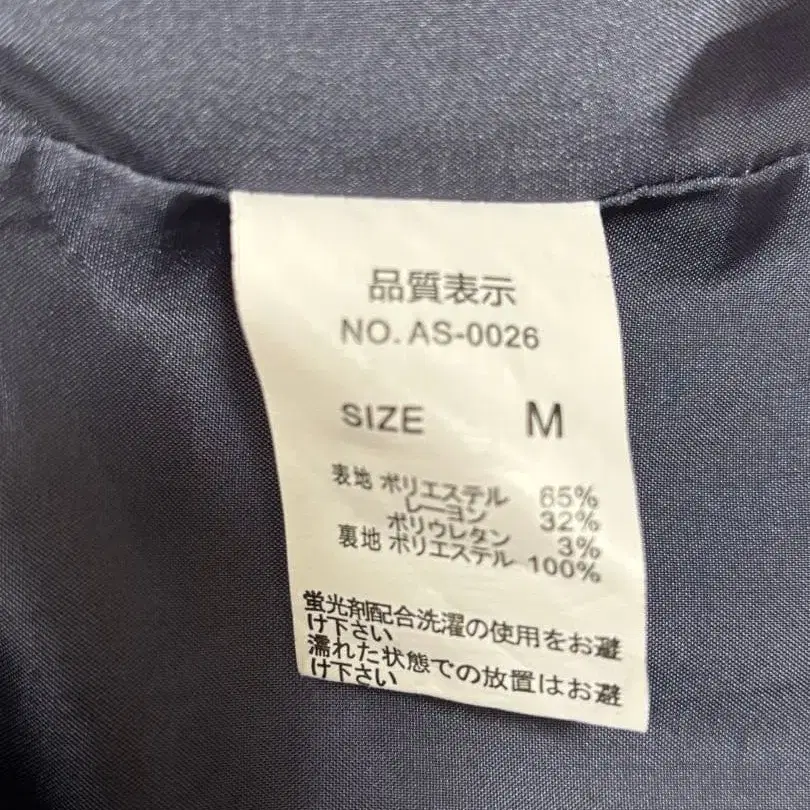 品質表示
NO. AS-0026
SIZE M
表地 ポリエステル 65%
レーヨン 32%
ポリウレタン 3%
裏地 ポリエステル 100%
蛍光剤配合洗濯の使用をお避
け下さい
濡れた状態での放置はお避
け下さい